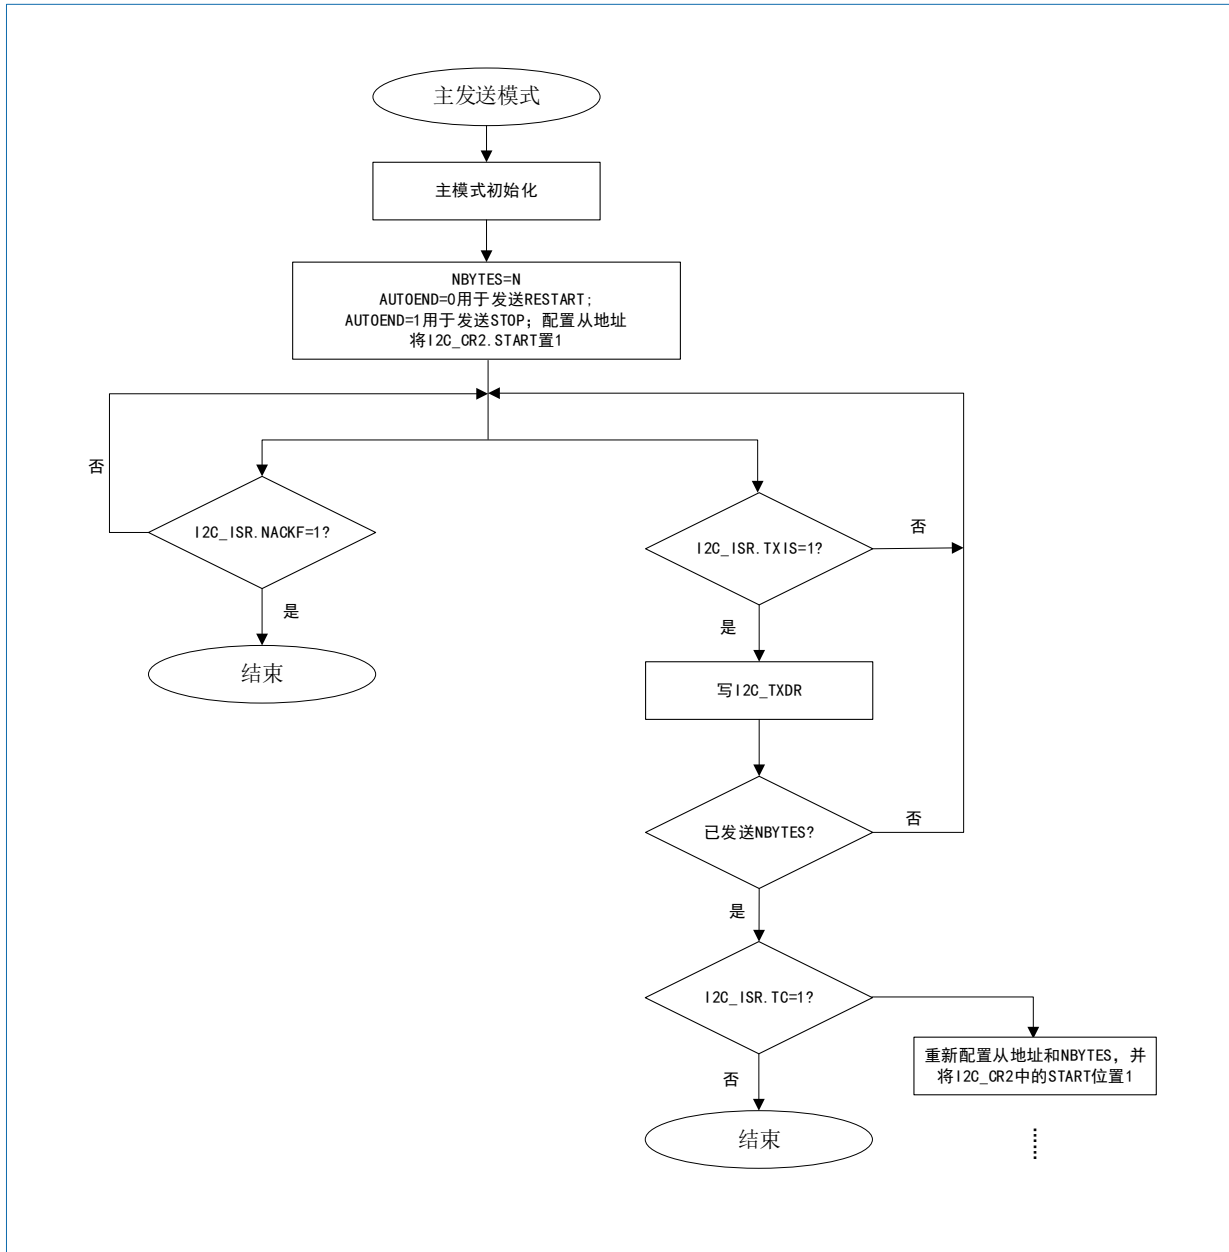 主发送模式
主模式初始化
NBYTES=N
AUTOEND=0用于发送RESTART;
AUTOEND=1用于发送STOP；配置从地址
将I2C_CR2.START置1
否
I2C_ISR.NACKF=1?
是
结束
I2C_ISR.TXIS=1?
否
是
写I2C_TXDR
已发送NBYTES?
否
是
I2C_ISR.TC=1?
重新配置从地址和NBYTES，并
将I2C_CR2中的START位置1
否
结束